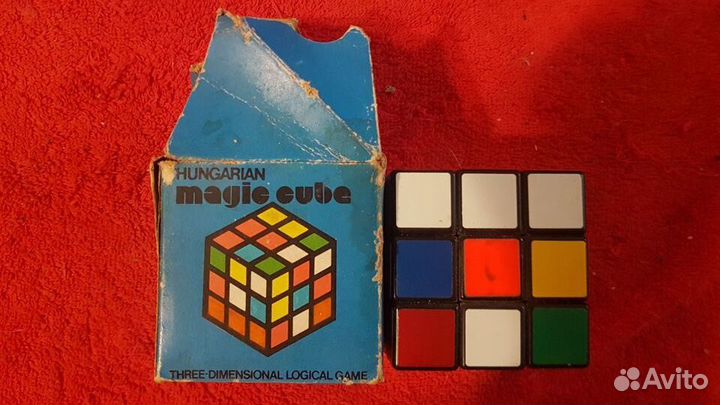 HUNGARIAN
magic cube
THREE-DIMENSIONAL LOGICAL GAME
Avito